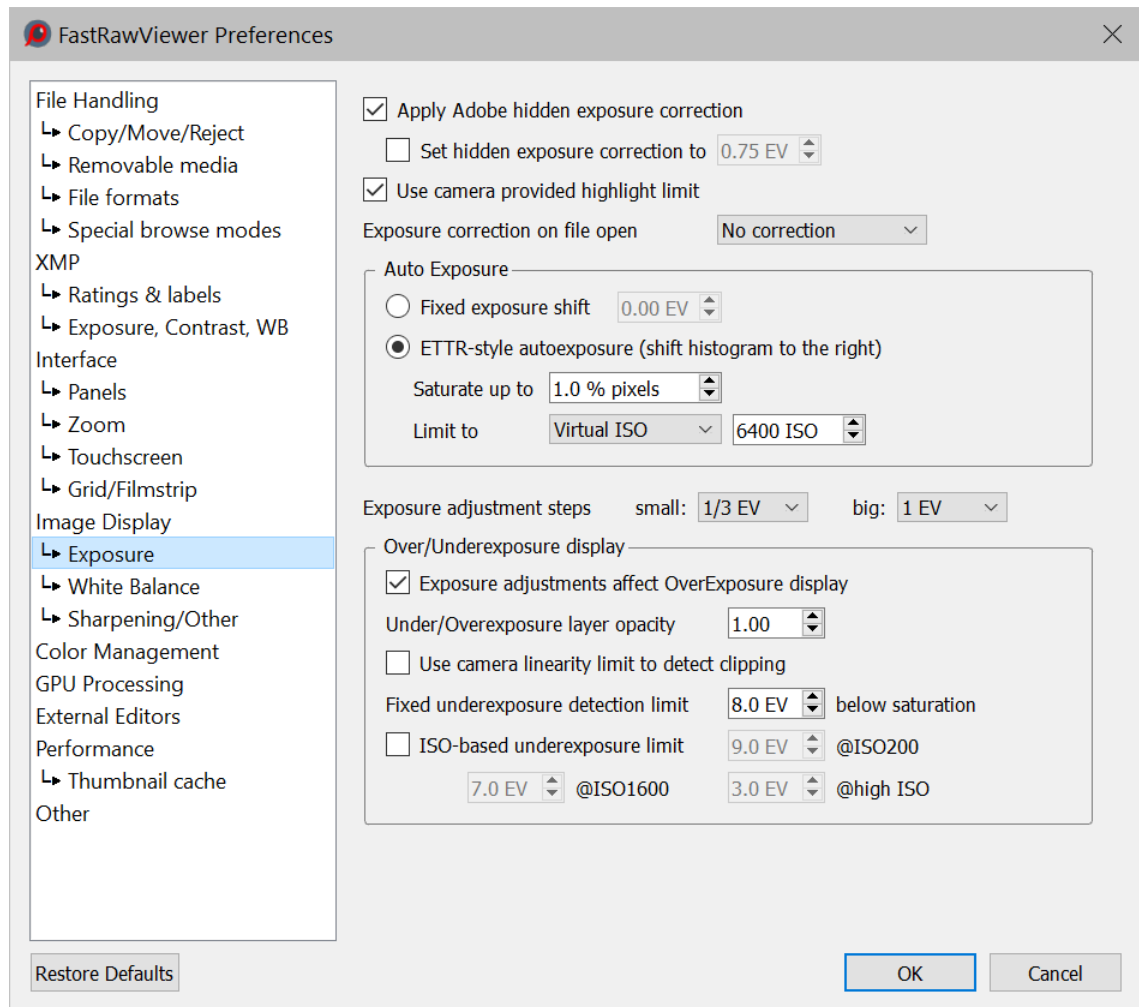 FastRawViewer Preferences
File Handling
Copy/Move/Reject
Removable media
File formats
Special browse modes
XMP
Ratings & labels
Exposure, Contrast, WB
Interface
Panels
Zoom
Touchscreen
Grid/Filmstrip
Image Display
Exposure
White Balance
Sharpening/Other
Color Management
GPU Processing
External Editors
Performance
Thumbnail cache
Other
Apply Adobe hidden exposure correction
Set hidden exposure correction to 0.75 EV
Use camera provided highlight limit
Exposure correction on file open No correction
Auto Exposure
Fixed exposure shift 0.00 EV
ETTR-style autoexposure (shift histogram to the right)
Saturate up to 1.0 % pixels
Limit to Virtual ISO 6400 ISO
Exposure adjustment steps small: 1/3 EV big: 1 EV
Over/Underexposure display
Exposure adjustments affect OverExposure display
Under/Overexposure layer opacity 1.00
Use camera linearity limit to detect clipping
Fixed underexposure detection limit 8.0 EV below saturation
ISO-based underexposure limit 9.0 EV @ISO200
7.0 EV @ISO1600 3.0 EV @high ISO
Restore Defaults OK Cancel